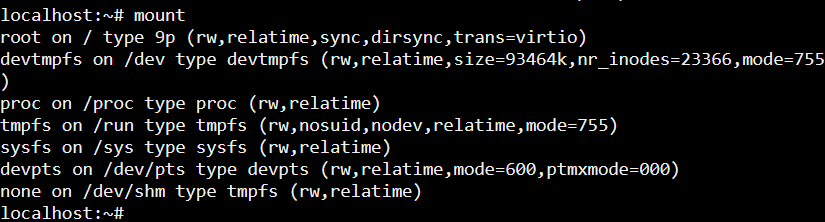 localhost:~# mount
root on / type 9p (rw,relatime,sync,dirsync,trans=virtio)
devtmpfs on /dev type devtmpfs (rw,relatime,size=93464k,nr_inodes=23366,mode=755
)
proc on /proc type proc (rw,relatime)
tmpfs on /run type tmpfs (rw,nosuid,nodev,relatime,mode=755)
sysfs on /sys type sysfs (rw,relatime)
devpts on /dev/pts type devpts (rw,relatime,mode=600,ptmxmode=000)
none on /dev/shm type tmpfs (rw,relatime)
localhost:~#